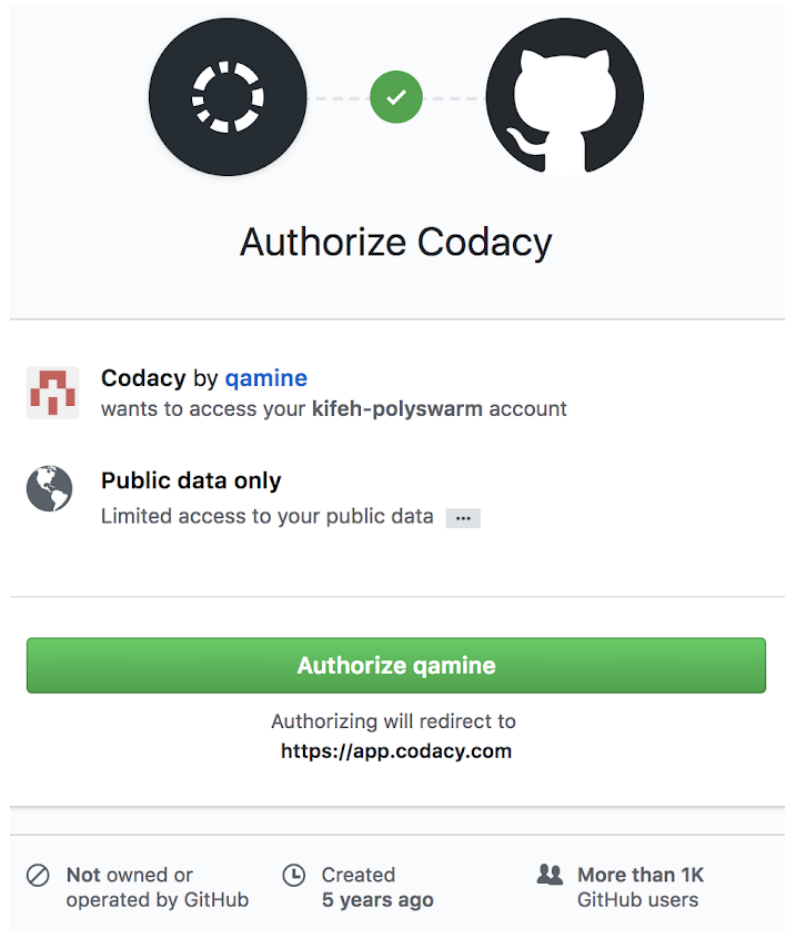 Authorize Codacy
Codacy by qamine
wants to access your kifeh-polyswarm account
Public data only
Limited access to your public data ...
Authorize qamine
Authorizing will redirect to
https://app.codacy.com
Not owned or
operated by GitHub
Created
5 years ago
More than 1K
GitHub users